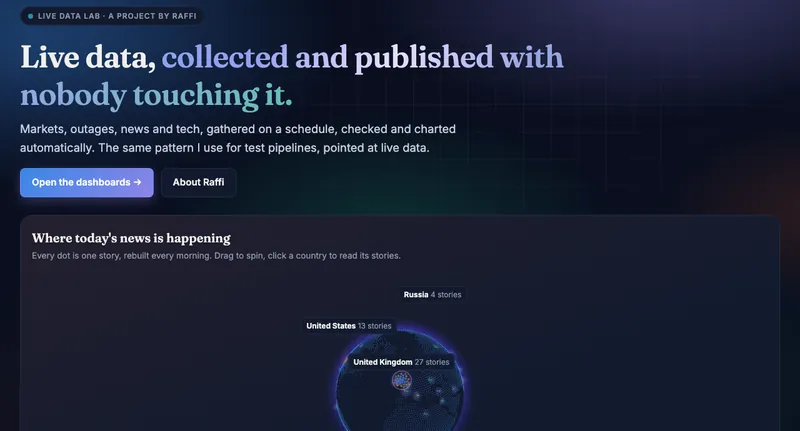 LIVE DATA LAB · A PROJECT BY RAFFI
Live data, collected and published with
nobody touching it.
Markets, outages, news and tech, gathered on a schedule, checked and charted
automatically. The same pattern I use for test pipelines, pointed at live data.
Open the dashboards →
About Raffi
Where today's news is happening
Every dot is one story, rebuilt every morning. Drag to spin, click a country to read its stories.
Russia 4 stories
United States 13 stories
United Kingdom 27 stories